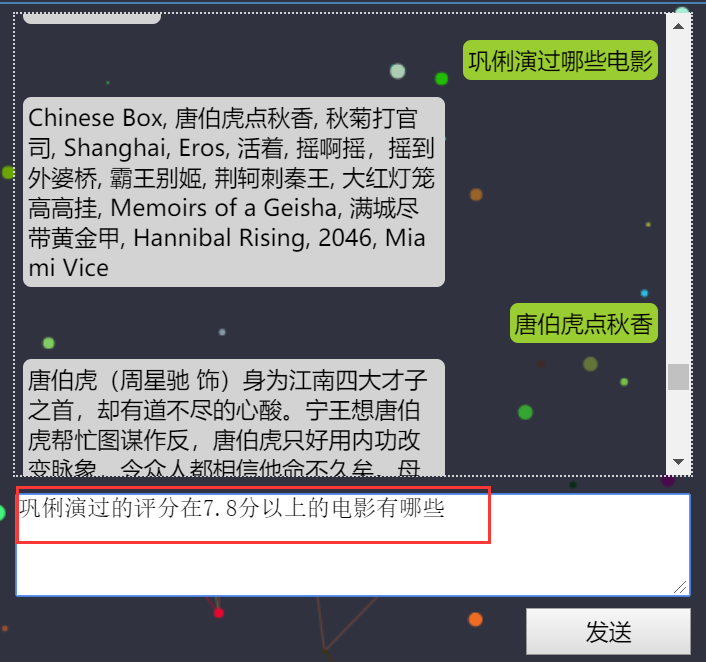 巩俐演过哪些电影
Chinese Box, 唐伯虎点秋香, 秋菊打官
司, Shanghai, Eros, 活着, 摇啊摇，摇到
外婆桥, 霸王别姬, 荆轲刺秦王, 大红灯笼
高高挂, Memoirs of a Geisha, 满城尽
带黄金甲, Hannibal Rising, 2046, Mia
mi Vice
唐伯虎点秋香
唐伯虎（周星驰 饰）身为江南四大才子
之首，却有道不尽的心酸。宁王想唐伯
虎帮忙图谋作反，唐伯虎只好用内功改
变脉象，令众人都相信他命不久矣。母
巩俐演过的评分在7.8分以上的电影有哪些
发送